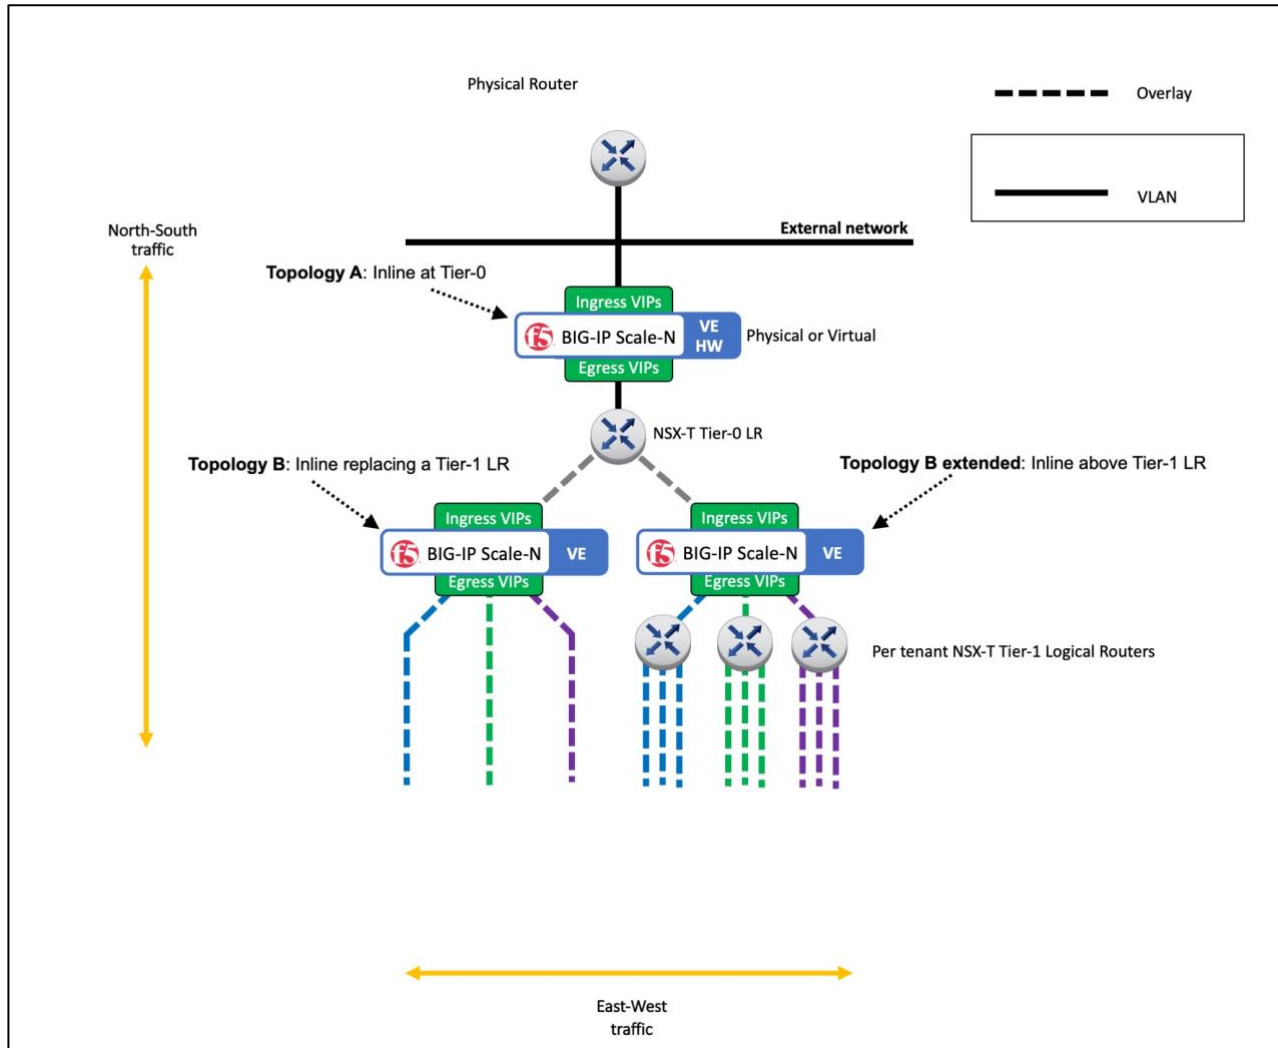 Physical Router
Overlay
VLAN
North-South
traffic
External network
Topology A: Inline at Tier-0
Ingress VIPs
f5 BIG-IP Scale-N
VE
HW
Physical or Virtual
Egress VIPs
NSX-T Tier-0 LR
Topology B: Inline replacing a Tier-1 LR
Topology B extended: Inline above Tier-1 LR
Ingress VIPs
f5 BIG-IP Scale-N VE
Egress VIPs
Ingress VIPs
f5 BIG-IP Scale-N VE
Egress VIPs
Per tenant NSX-T Tier-1 Logical Routers
East-West
traffic